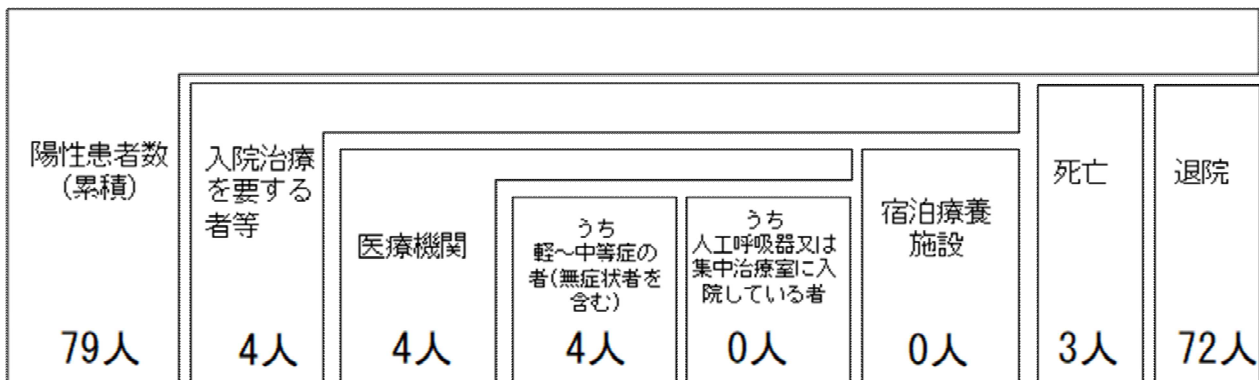 陽性患者数
(累積)
79人
入院治療
を要する
者等
4人
医療機関
4人
うち
軽～中等症の
者(無症状者を
含む)
4人
うち
人工呼吸器又は
集中治療室に入
院している者
0人
宿泊療養
施設
0人
死亡
3人
退院
72人